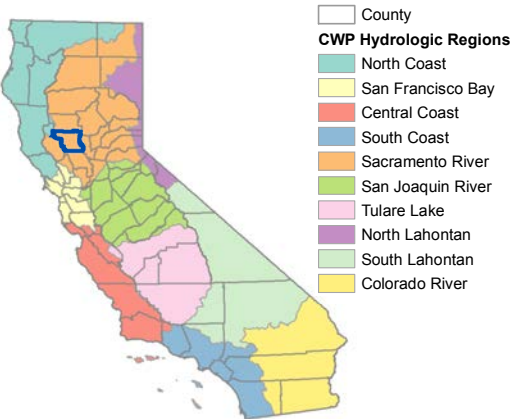 County
CWP Hydrologic Regions
North Coast
San Francisco Bay
Central Coast
South Coast
Sacramento River
San Joaquin River
Tulare Lake
North Lahontan
South Lahontan
Colorado River